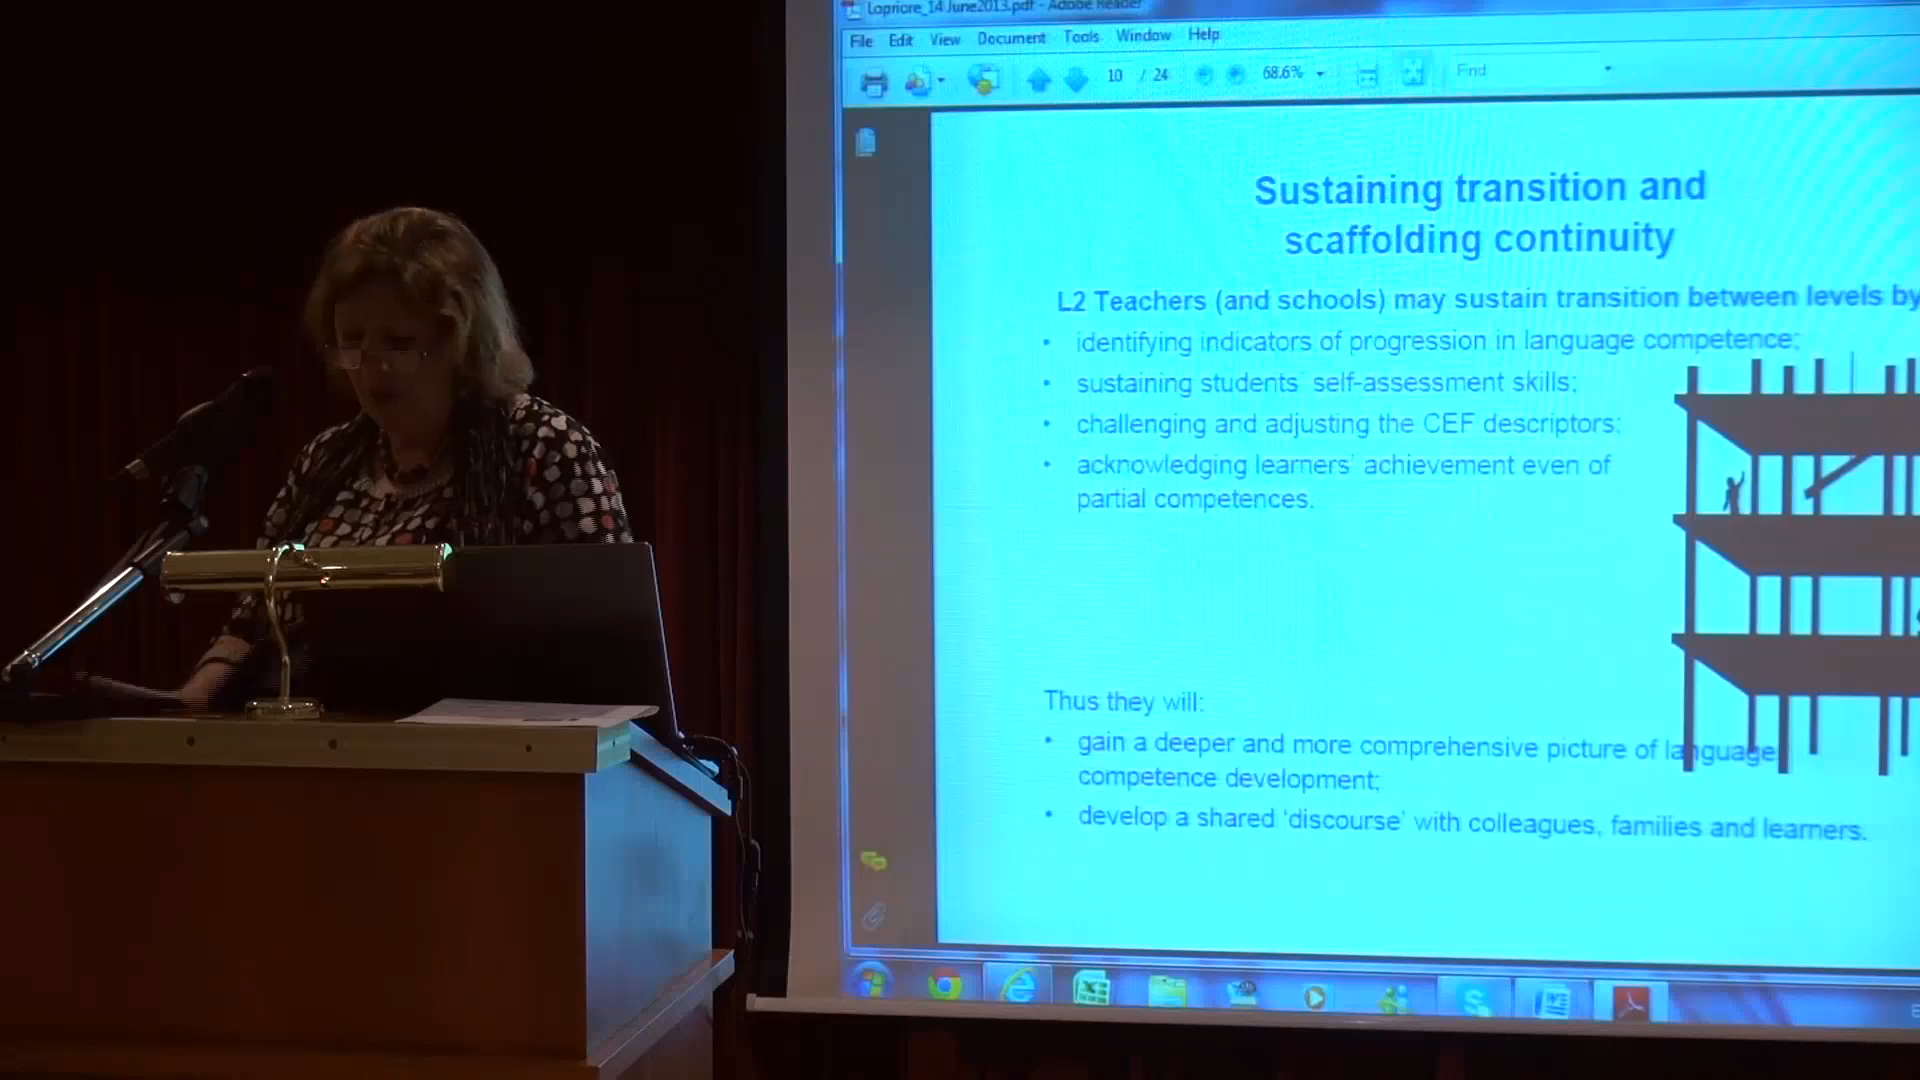 Lopriore_14 June2013.pdf - Adobe Reader
File Edit View Document Tools Window Help
10 / 24 68.6% Find
Sustaining transition and
scaffolding continuity
L2 Teachers (and schools) may sustain transition between levels by
• identifying indicators of progression in language competence;
• sustaining students' self-assessment skills;
• challenging and adjusting the CEF descriptors;
• acknowledging learners' achievement even of
partial competences.
Thus they will:
• gain a deeper and more comprehensive picture of language
competence development;
• develop a shared ‘discourse’ with colleagues, families and learners.